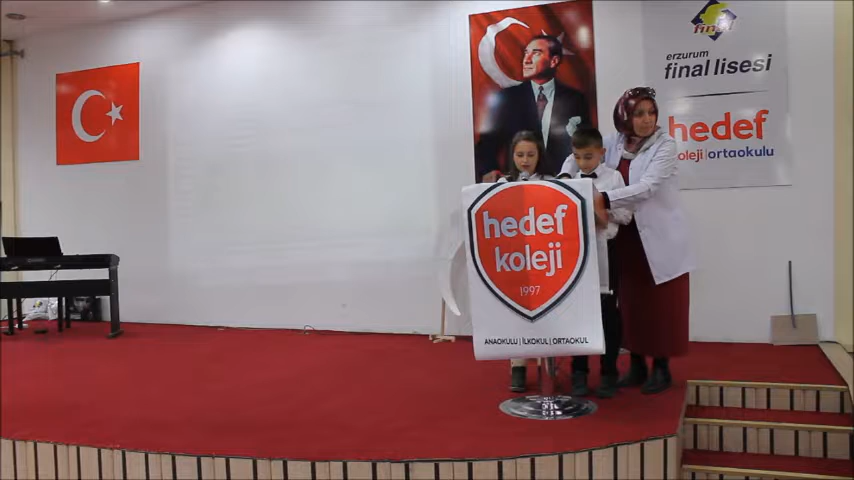 final
erzurum
final lisesi
hedef
koleji|ortaokulu
hedef
koleji
1997
ANAOKULU | İLKOKUL | ORTAOKUL